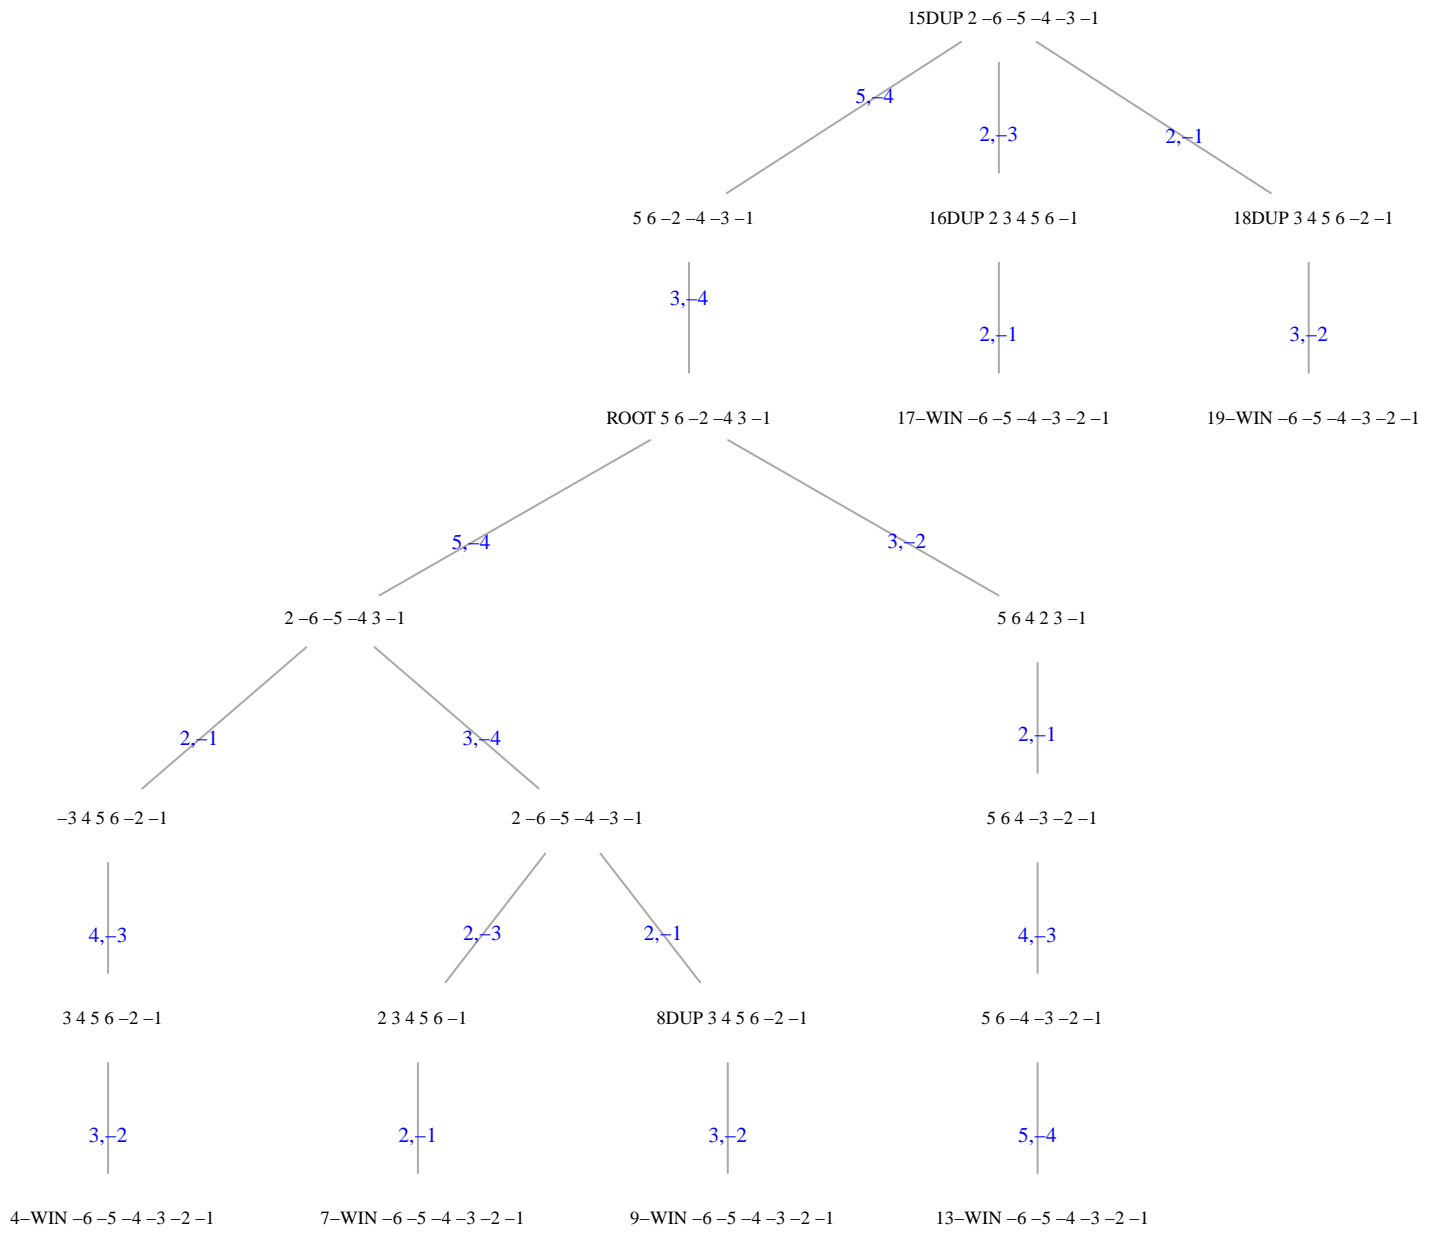 15DUP 2 –6 –5 –4 –3 –1
5,–4
2,–3
2,–1
5 6 –2 –4 –3 –1
16DUP 2 3 4 5 6 –1
18DUP 3 4 5 6 –2 –1
3,–4
2,–1
3,–2
ROOT 5 6 –2 –4 3 –1
17–WIN –6 –5 –4 –3 –2 –1
19–WIN –6 –5 –4 –3 –2 –1
5,–4
3,–2
2 –6 –5 –4 3 –1
5 6 4 2 3 –1
2,–1
3,–4
2,–1
–3 4 5 6 –2 –1
2 –6 –5 –4 –3 –1
5 6 4 –3 –2 –1
4,–3
2,–3
2,–1
4,–3
3 4 5 6 –2 –1
2 3 4 5 6 –1
8DUP 3 4 5 6 –2 –1
5 6 –4 –3 –2 –1
3,–2
2,–1
3,–2
5,–4
4–WIN –6 –5 –4 –3 –2 –1
7–WIN –6 –5 –4 –3 –2 –1
9–WIN –6 –5 –4 –3 –2 –1
13–WIN –6 –5 –4 –3 –2 –1